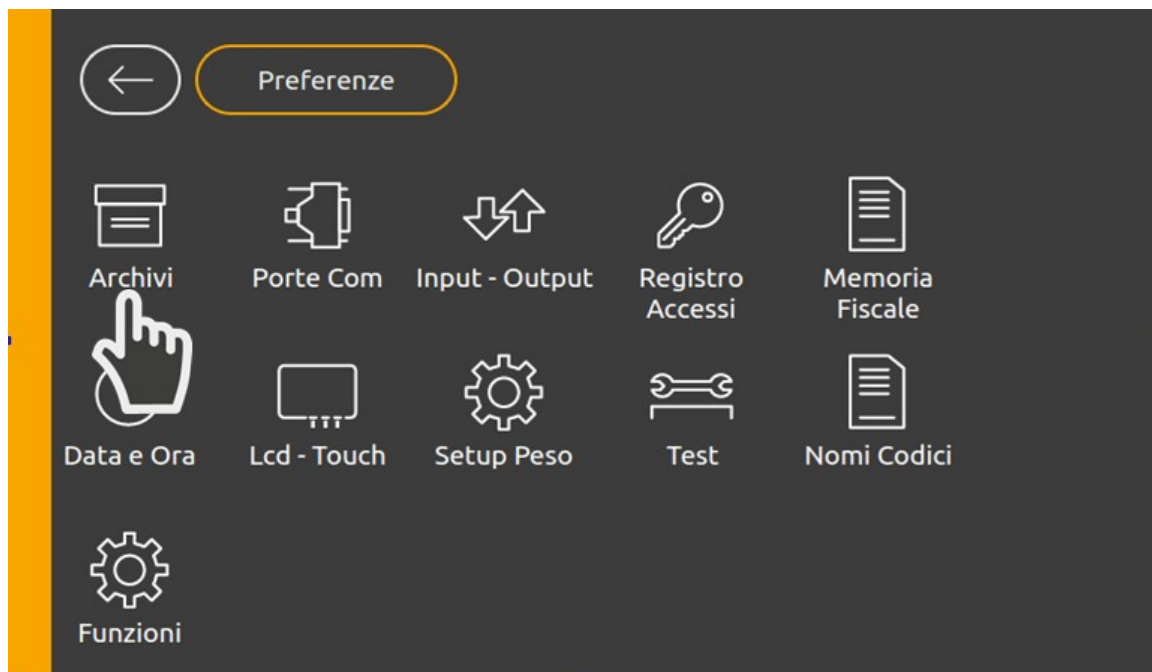 Preferenze
Archivi
Porte Com
Input - Output
Registro
Accessi
Memoria
Fiscale
Data e Ora
Lcd - Touch
Setup Peso
Test
Nomi Codici
Funzioni